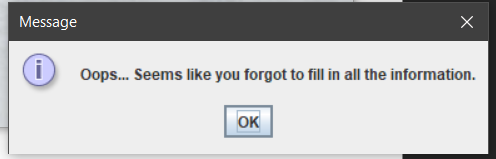 Message
Oops... Seems like you forgot to fill in all the information.
OK